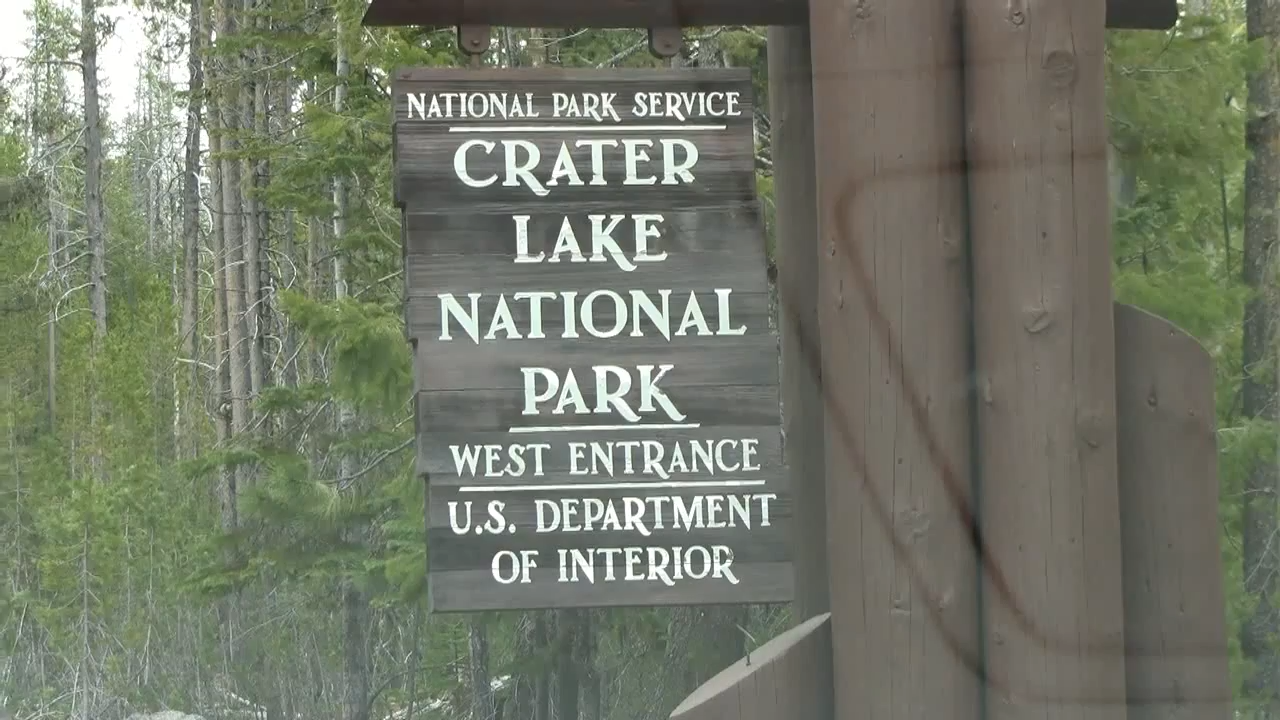 NATIONAL PARK SERVICE
CRATER
LAKE
NATIONAL
PARK
WEST ENTRANCE
U.S. DEPARTMENT
OF INTERIOR